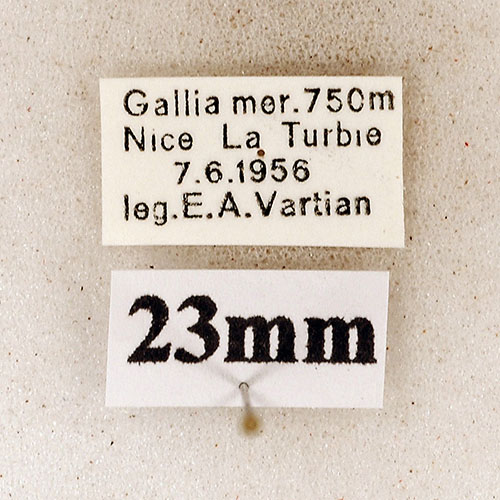 Gallia mer.750m
Nice La Turbie
7.6.1956
leg.E.A.Vartian
23mm